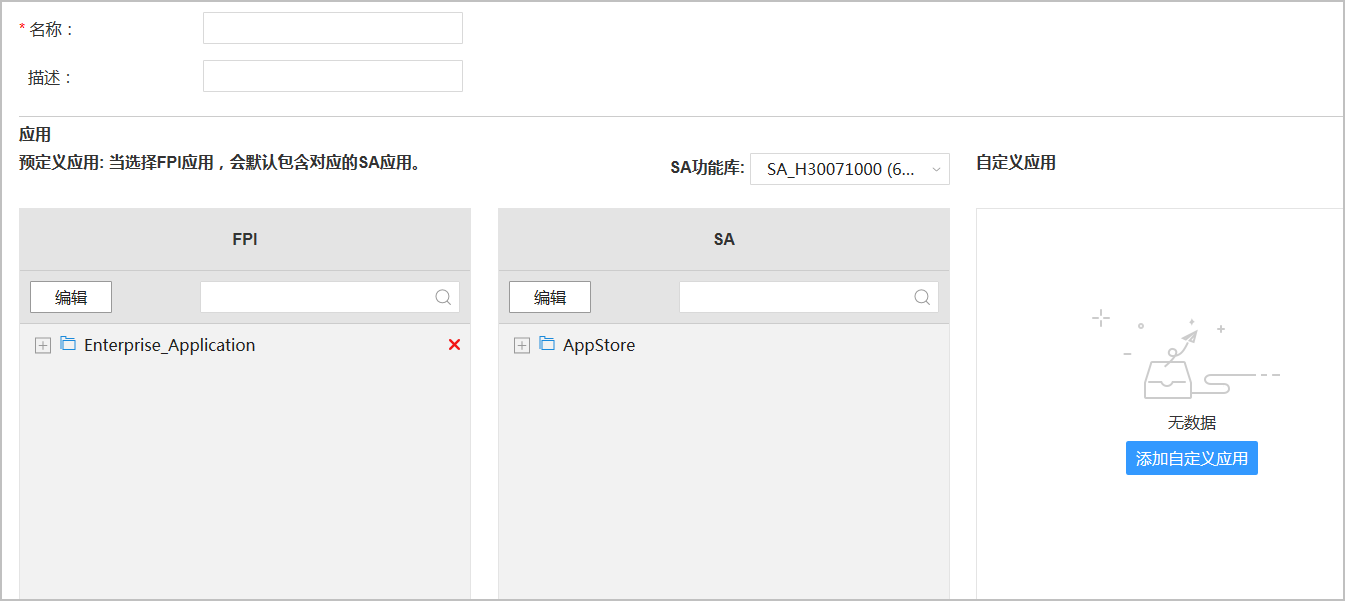 * 名称：
描述：
应用
预定义应用: 当选择FPI应用，会默认包含对应的SA应用。
SA功能库: SA_H30071000 (6...
自定义应用
FPI
编辑
Enterprise_Application
SA
编辑
AppStore
无数据
添加自定义应用